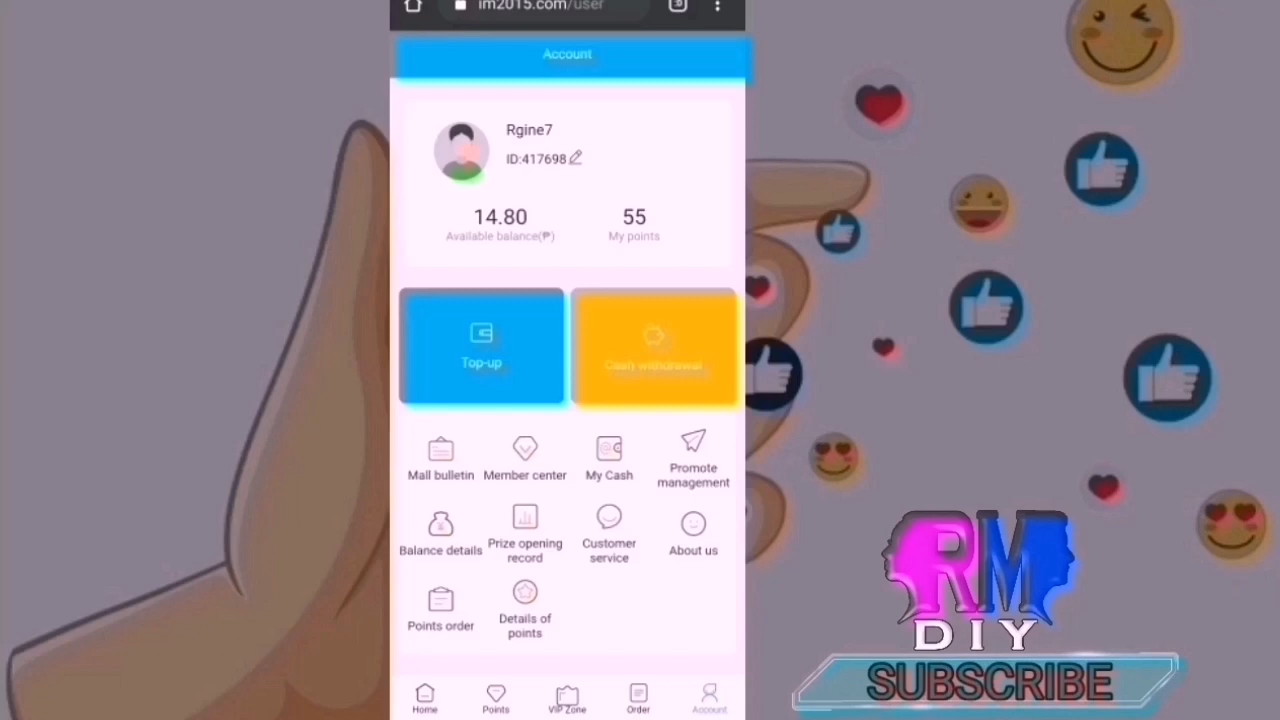 im2015.com/user
Account
Rgine7
ID:417698
14.80
55
Available balance(₱)
My points
Top-up
Cash withdrawal
Mall bulletin
Member center
My Cash
Promote
management
Balance details
Prize opening
record
Customer
service
About us
Points order
Details of
points
Home
Points
VIP Zone
Order
Account
RM
DIY
SUBSCRIBE